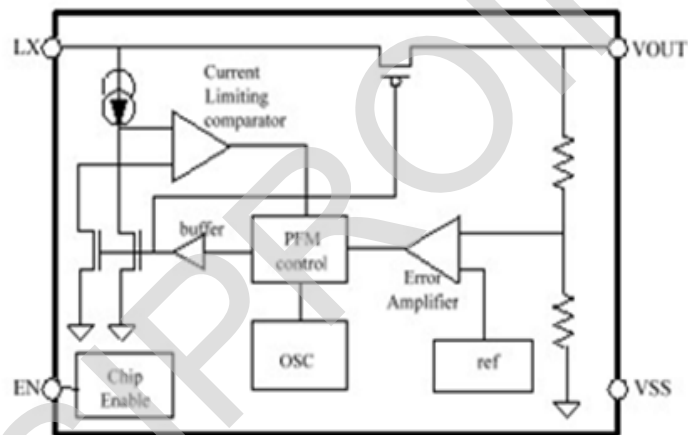 LX
VOUT
Current
Limiting
comparator
buffer
PFM
control
Error
Amplifier
OSC
ref
Chip
Enable
EN
VSS